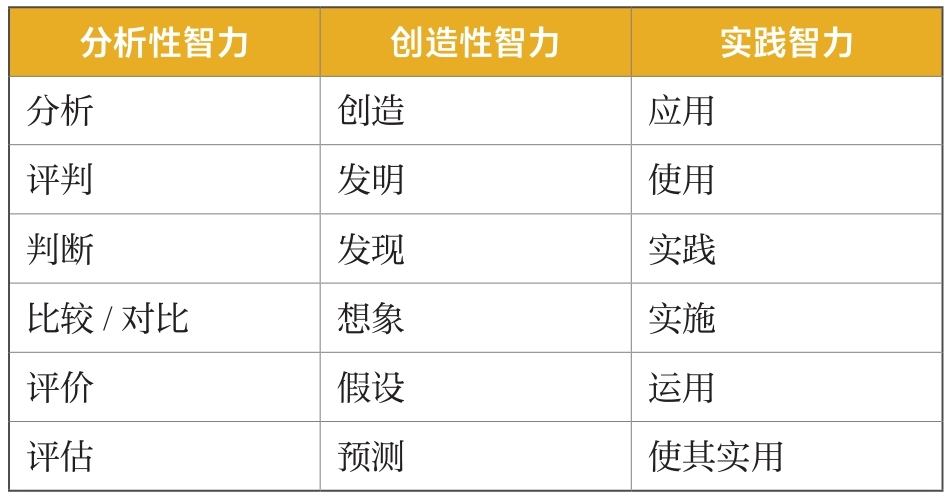 分析性智力 创造性智力 实践智力
分析 创造 应用
评判 发明 使用
判断 发现 实践
比较 / 对比 想象 实施
评价 假设 运用
评估 预测 使其实用